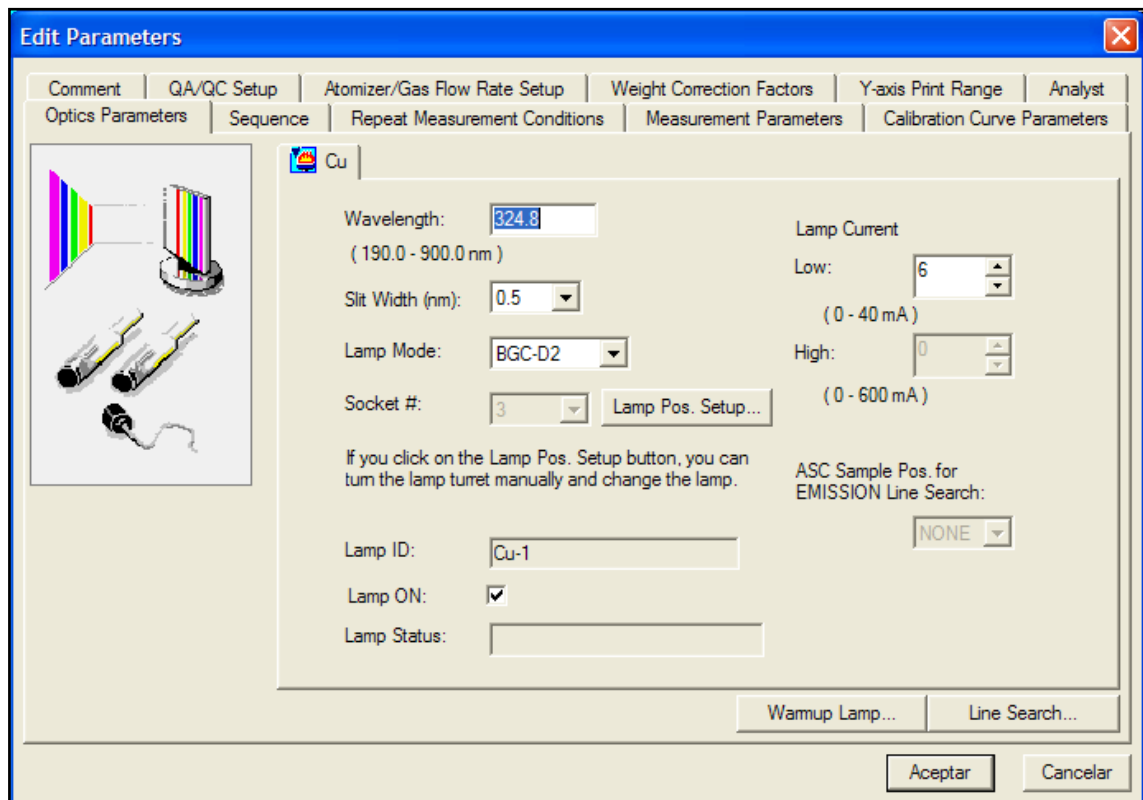 Edit Parameters
Comment QA/QC Setup Atomizer/Gas Flow Rate Setup Weight Correction Factors Y-axis Print Range Analyst
Optics Parameters Sequence Repeat Measurement Conditions Measurement Parameters Calibration Curve Parameters
Cu
Wavelength: 324.8
( 190.0 - 900.0 nm )
Slit Width (nm): 0.5
Lamp Mode: BGC-D2
Socket #: 3 Lamp Pos. Setup...
If you click on the Lamp Pos. Setup button, you can
turn the lamp turret manually and change the lamp.
Lamp ID: Cu-1
Lamp ON:
Lamp Status:
Lamp Current
Low: 6
( 0 - 40 mA )
High: 0
( 0 - 600 mA )
ASC Sample Pos. for
EMISSION Line Search:
NONE
Warmup Lamp... Line Search...
Aceptar Cancelar